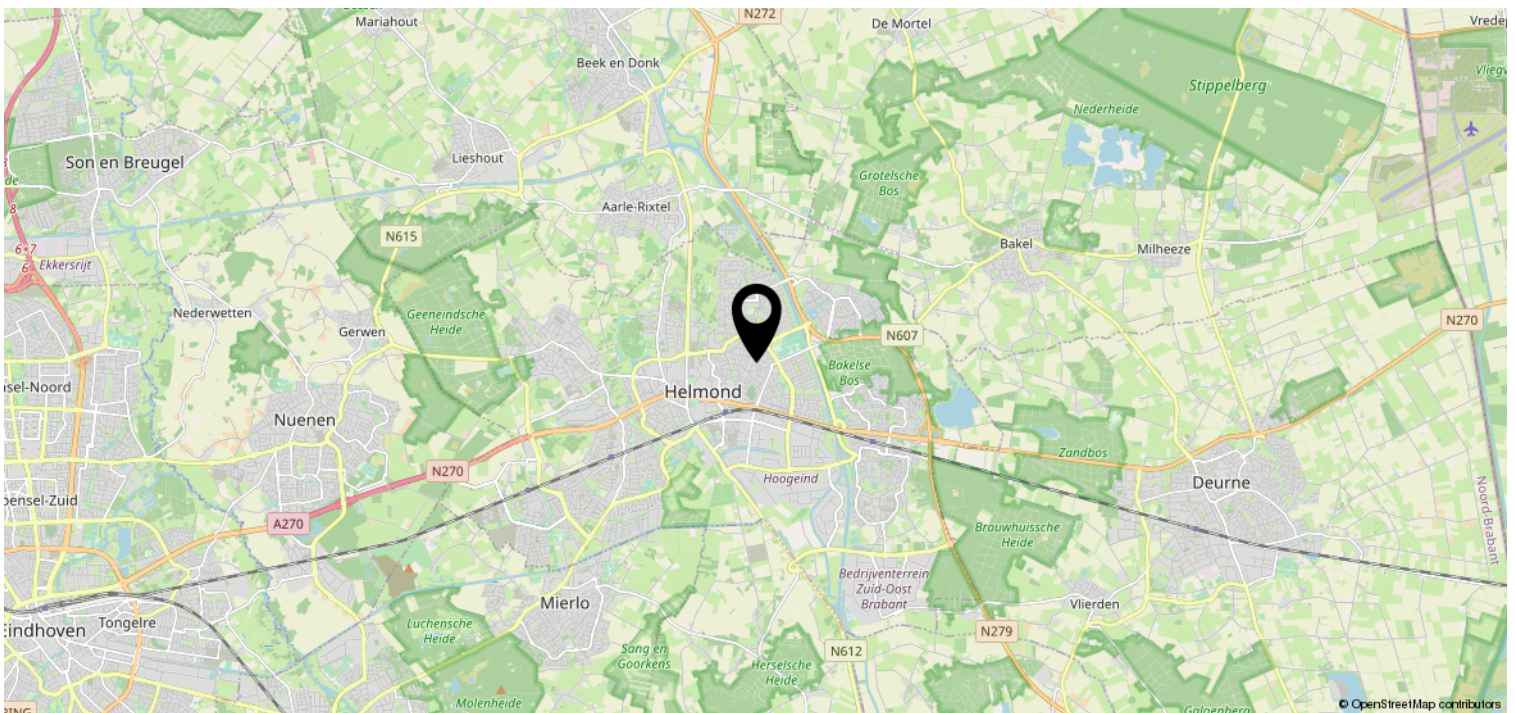 Mariahout
N272
De Mortel
Beek en Donk
Stippelberg
Nederheide
Son en Breugel
Lieshout
Grotelsche
Bos
8
Aarle-Rixtel
N615
Bakel
Milheeze
6
Ekkersrijt
Nederwetten
Gerwen
Geeneindsche
Heide
N607
N270
Bakelse
Bos
Helmond
Nuenen
Zandbos
N270
Hoogeind
Deurne
A270
Brouwhuissche
Heide
Noord-Brabant
Bedrijventerrein
Zuid-Oost
Brabant
Mierlo
Vlierden
Eindhoven
Tongelre
Luchensche
Heide
N279
Sang en
Goorkens
N612
Herselsche
Heide
Molenheide
© OpenStreetMap contributors